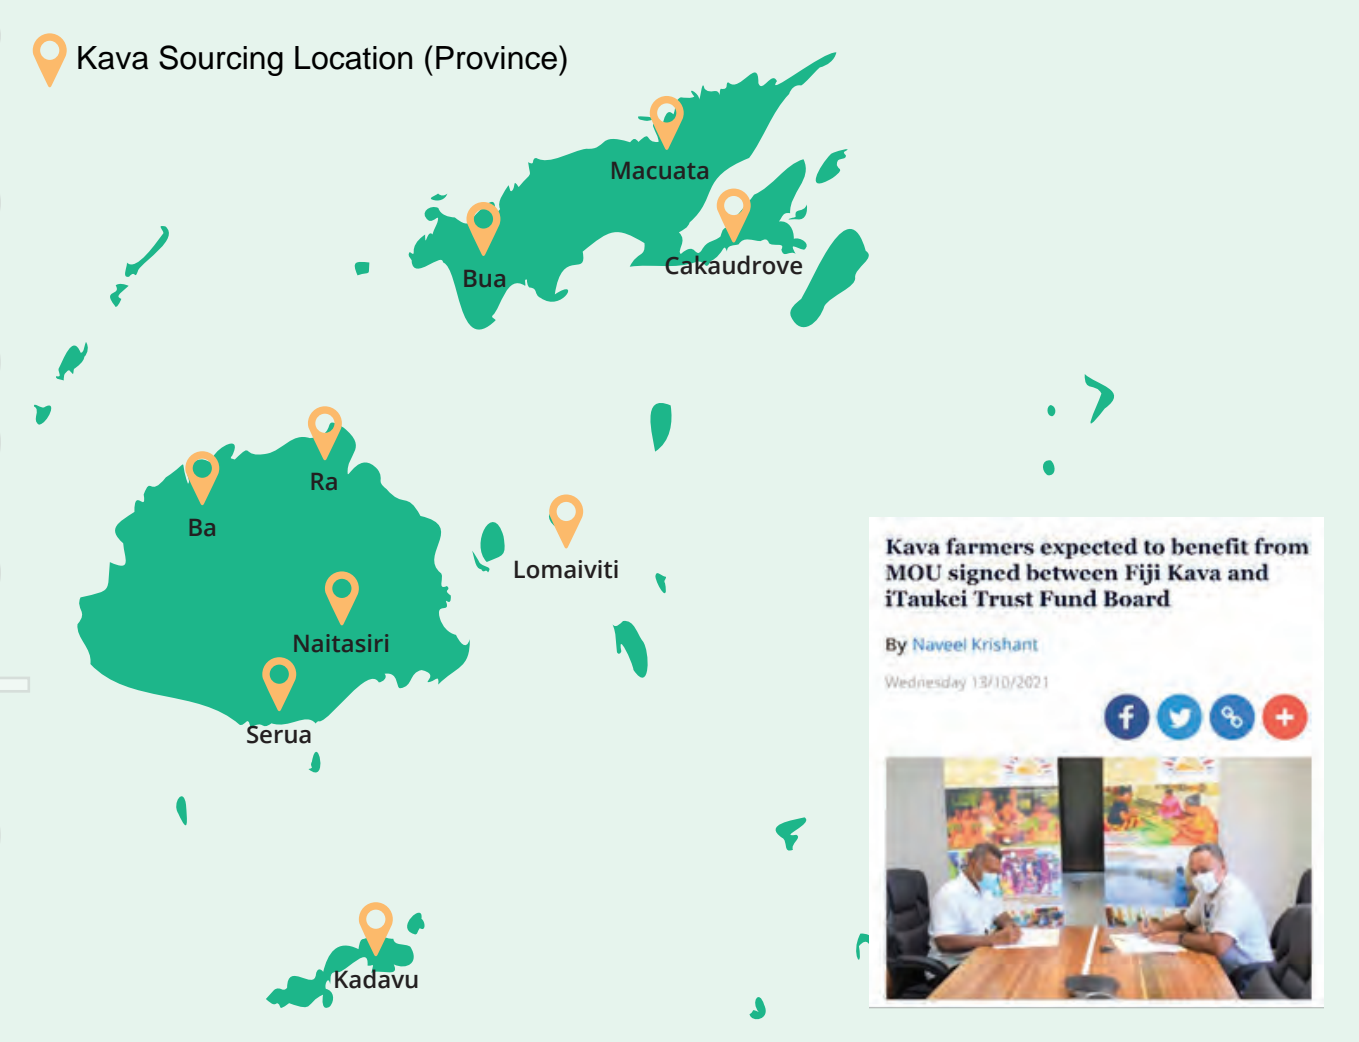 Kava Sourcing Location (Province)
Macuata
Cakaudrove
Bua
Ra
Ba
Lomaiviti
Naitasiri
Serua
Kadavu
Kava farmers expected to benefit from
MOU signed between Fiji Kava and
iTaukei Trust Fund Board
By Naveel Krishant
Wednesday 13/10/2021